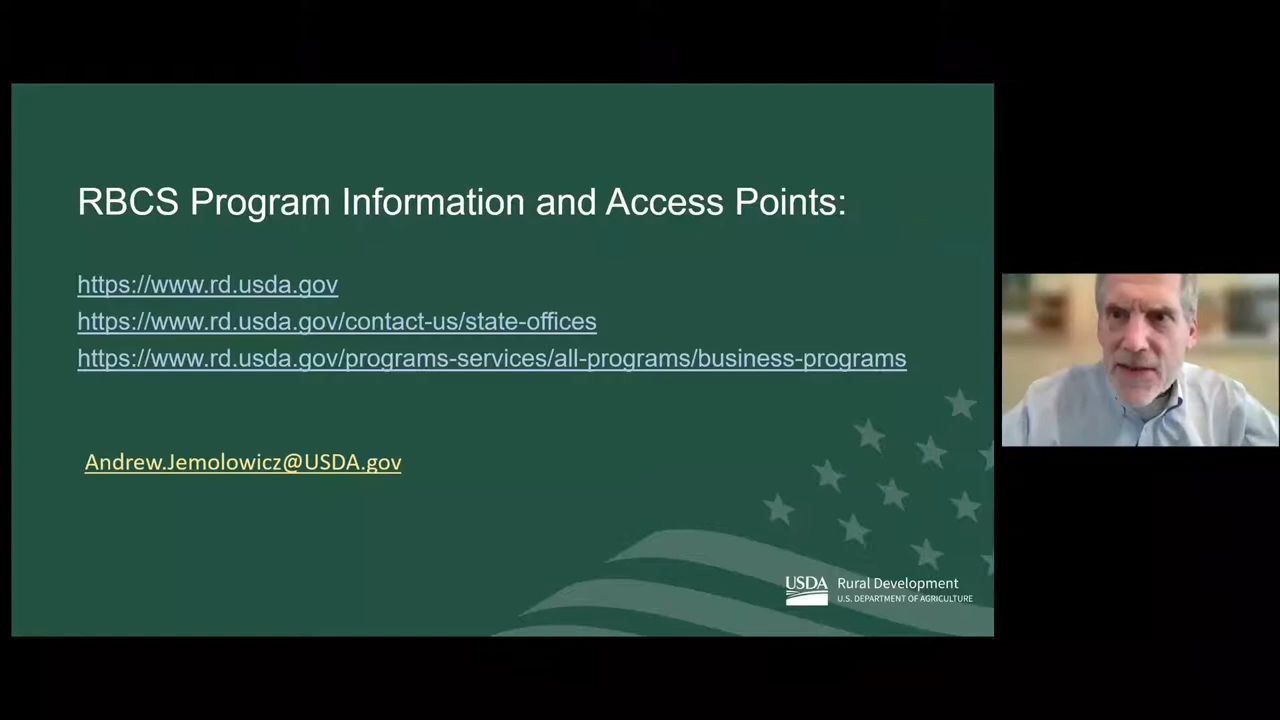 RBCS Program Information and Access Points:
https://www.rd.usda.gov
https://www.rd.usda.gov/contact-us/state-offices
https://www.rd.usda.gov/programs-services/all-programs/business-programs
Andrew.Jemolowicz@USDA.gov
USDA Rural Development
U.S. DEPARTMENT OF AGRICULTURE